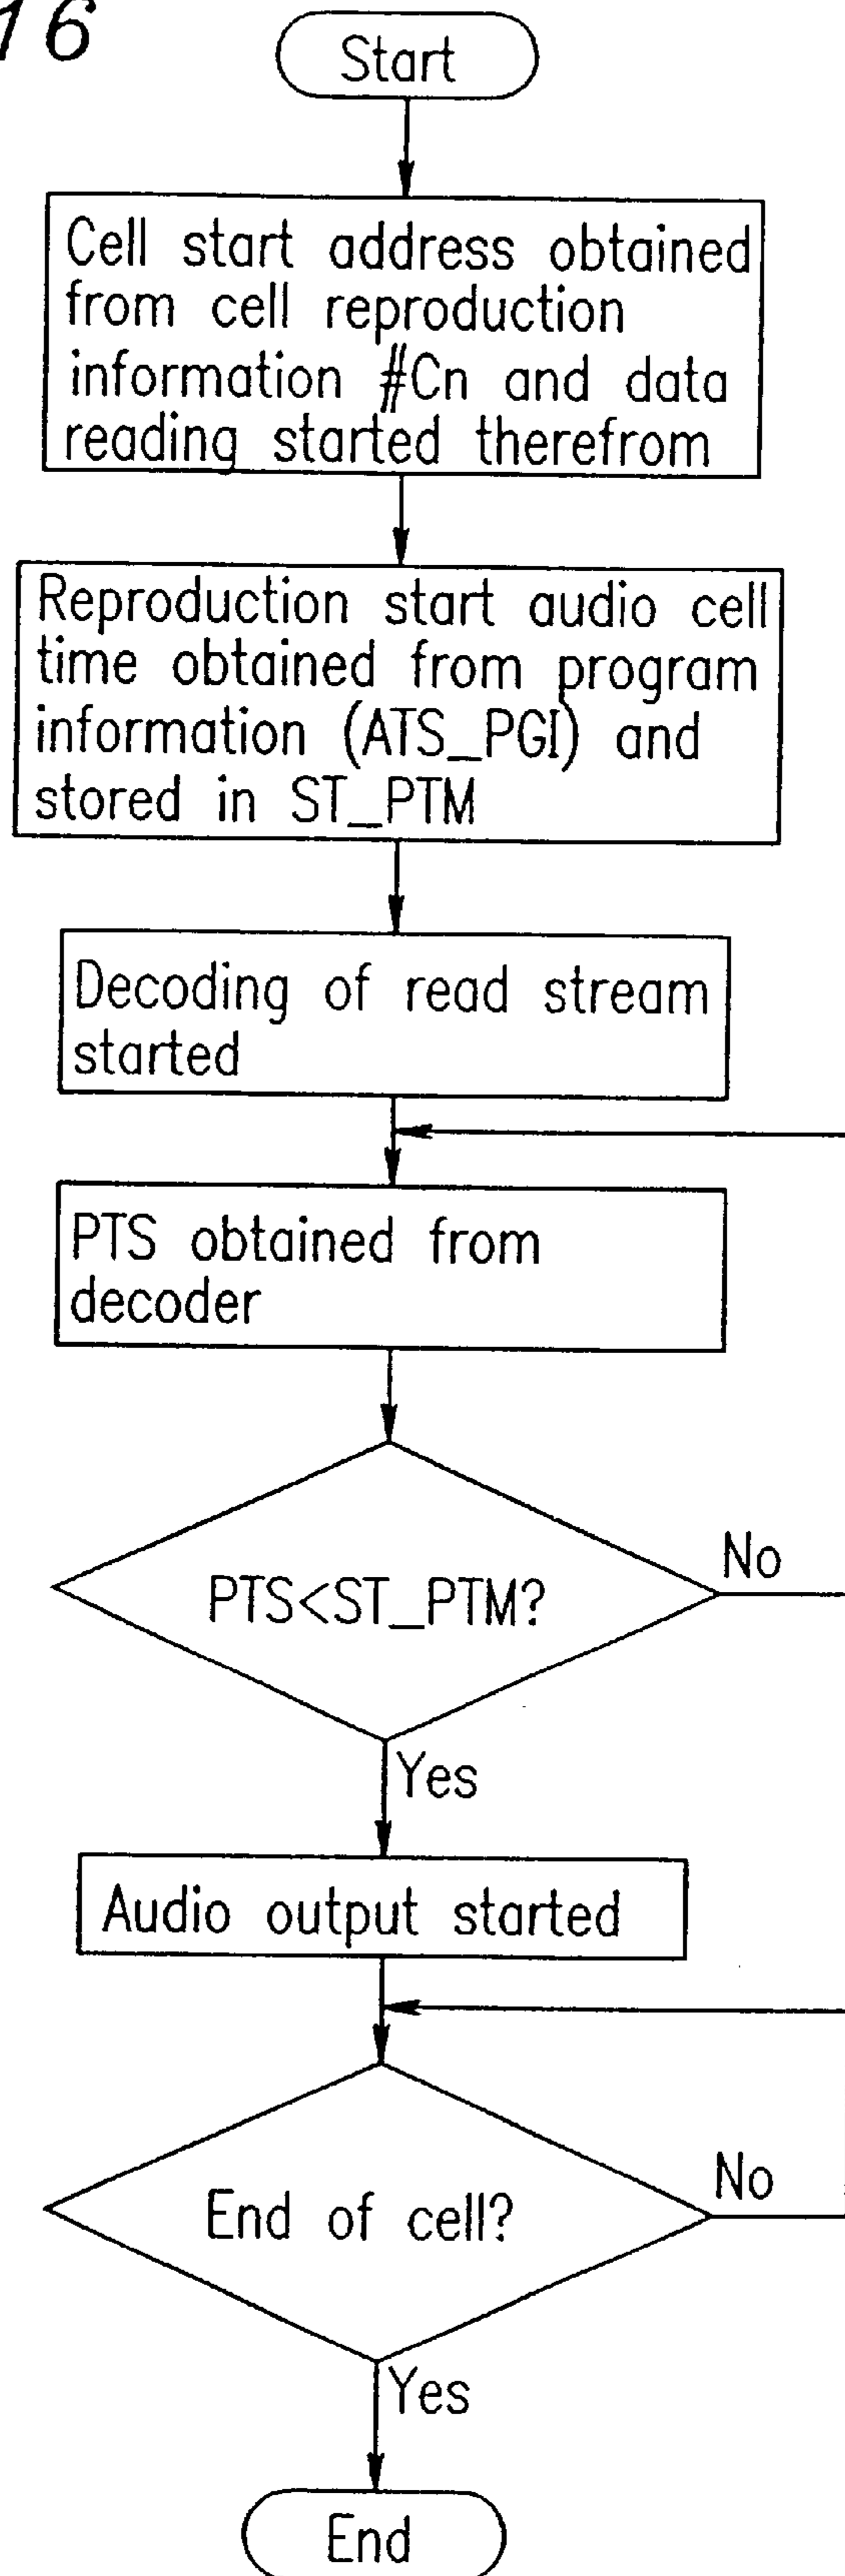 16
Start
Cell start address obtained
from cell reproduction
information #Cn and data
reading started therefrom
Reproduction start audio cell
time obtained from program
information (ATS_PGI) and
stored in ST_PTM
Decoding of read stream
started
PTS obtained from
decoder
PTS<ST_PTM?
No
Yes
Audio output started
End of cell?
No
Yes
End